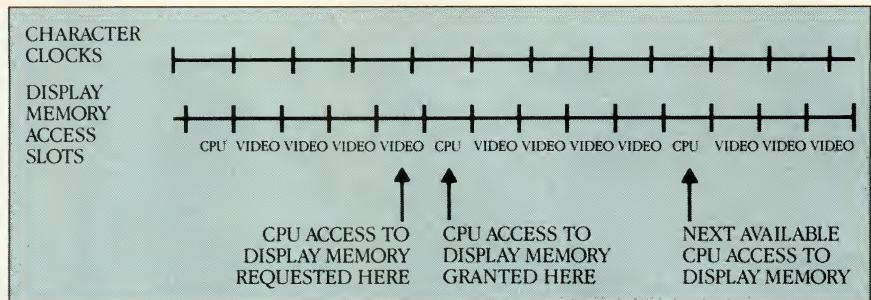 CHARACTER
CLOCKS
DISPLAY
MEMORY
ACCESS
SLOTS
CPU VIDEO VIDEO VIDEO VIDEO CPU VIDEO VIDEO VIDEO VIDEO CPU VIDEO VIDEO VIDEO
CPU ACCESS TO
DISPLAY MEMORY
REQUESTED HERE
CPU ACCESS TO
DISPLAY MEMORY
GRANTED HERE
NEXT AVAILABLE
CPU ACCESS TO
DISPLAY MEMORY